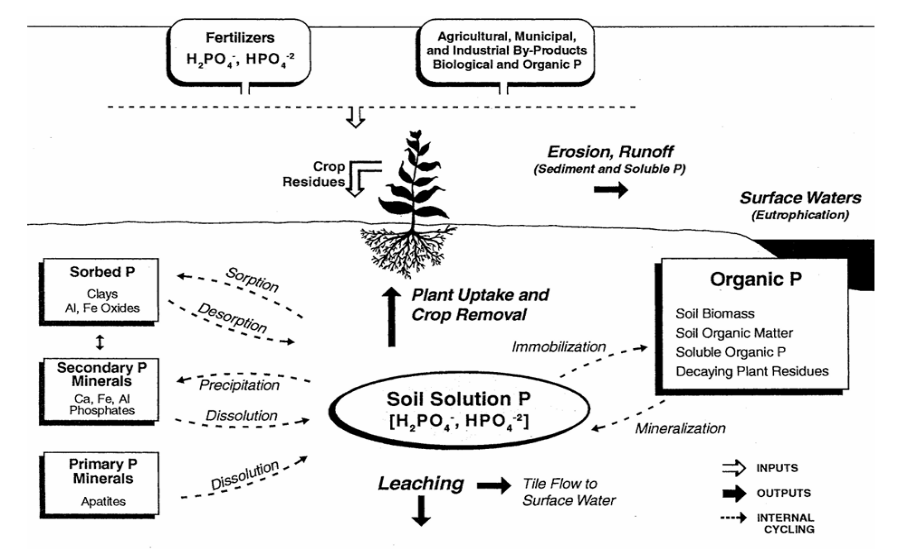 Fertilizers
H₂PO₄⁻, HPO₄⁻²
Agricultural, Municipal,
and Industrial By-Products
Biological and Organic P
Crop
Residues
Erosion, Runoff
(Sediment and Soluble P)
Surface Waters
(Eutrophication)
Sorbed P
Clays
Al, Fe Oxides
Sorption
Desorption
Plant Uptake and
Crop Removal
Organic P
Soil Biomass
Soil Organic Matter
Soluble Organic P
Decaying Plant Residues
Immobilization
Mineralization
Secondary P
Minerals
Ca, Fe, Al
Phosphates
Precipitation
Dissolution
Soil Solution P
[H₂PO₄⁻, HPO₄⁻²]
Primary P
Minerals
Apatites
Dissolution
Leaching
Tile Flow to
Surface Water
INPUTS
OUTPUTS
INTERNAL
CYCLING